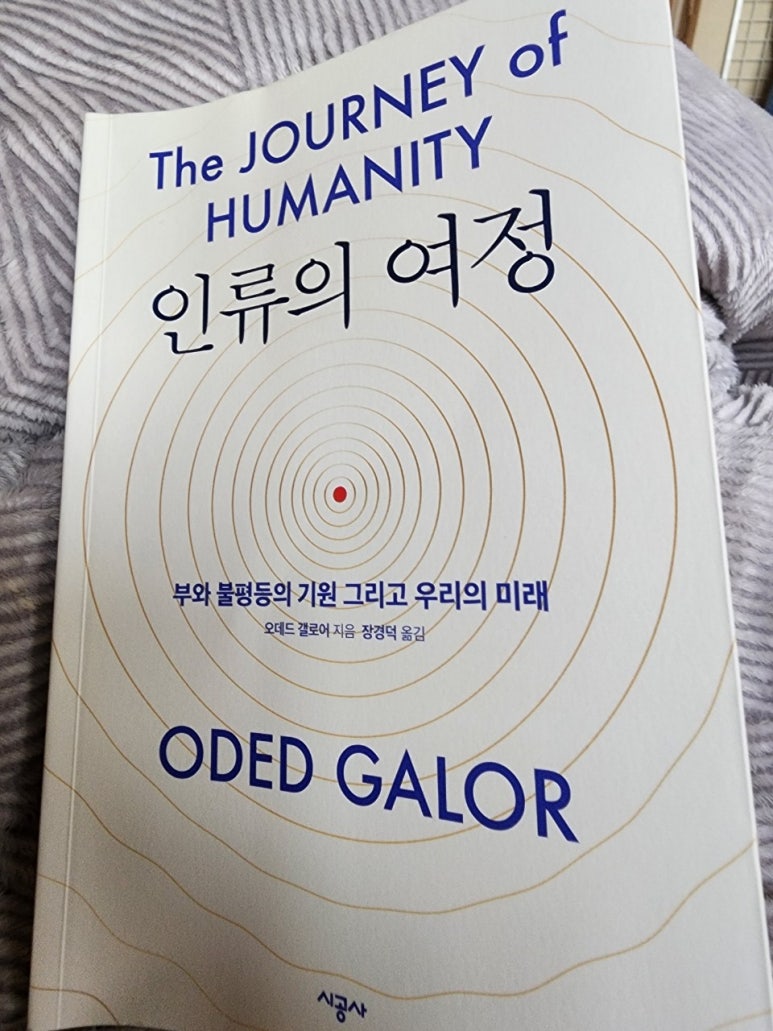 The JOURNEY of
HUMANITY
인류의 여정
부와 불평등의 기원 그리고 우리의 미래
오데드 갤로어 지음 장경덕 옮김
ODED GALOR
시공사